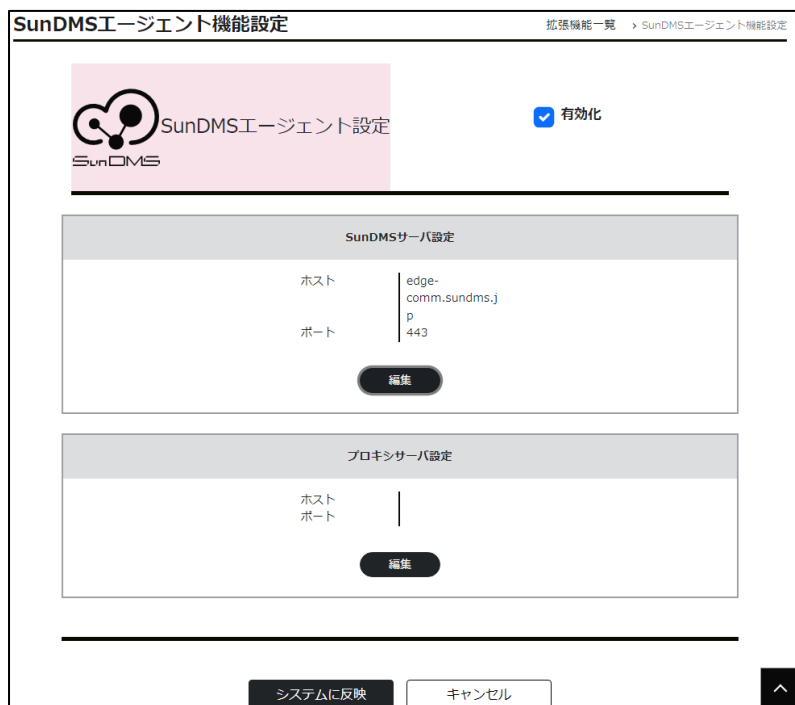 SunDMSエージェント機能設定
拡張機能一覧 › SunDMSエージェント機能設定
SunDMSエージェント設定
有効化
SunDMS
SunDMSサーバ設定
ホスト
edge-
comm.sundms.j
p
ポート
443
編集
プロキシサーバ設定
ホスト
ポート
編集
システムに反映
キャンセル